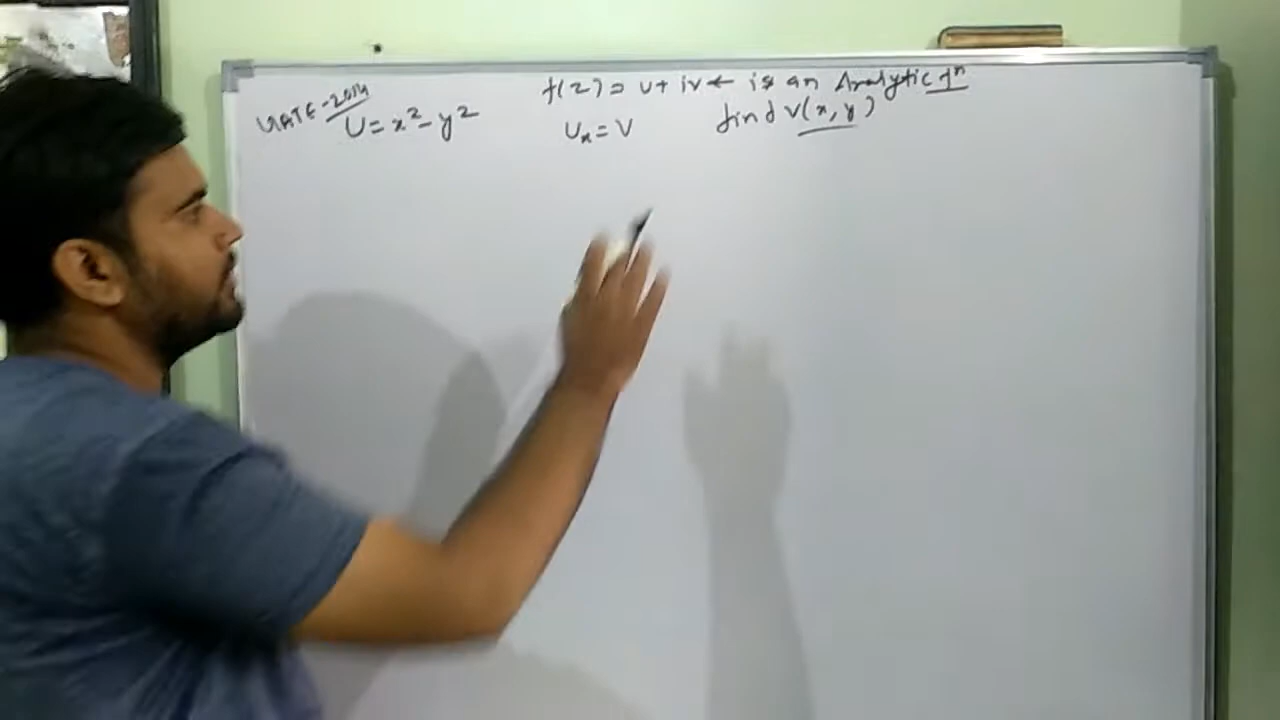 GATE-2014
U = x² - y²
f(z) = u + iv ← is an Analytic fⁿ
Uₓ = V
find v(x, y)